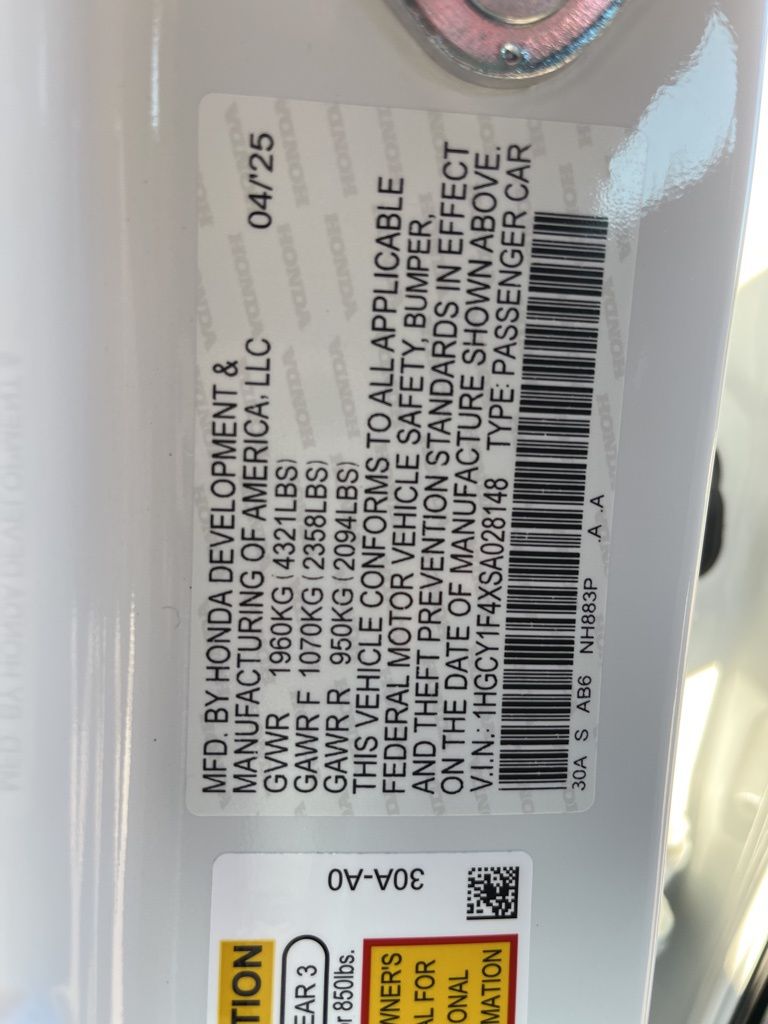 MFD. BY HONDA DEVELOPMENT &
MANUFACTURING OF AMERICA, LLC 04/'25
GVWR 1960KG (4321LBS)
GAWR F 1070KG (2358LBS)
GAWR R 950KG (2094LBS)
THIS VEHICLE CONFORMS TO ALL APPLICABLE
FEDERAL MOTOR VEHICLE SAFETY, BUMPER,
AND THEFT PREVENTION STANDARDS IN EFFECT
ON THE DATE OF MANUFACTURE SHOWN ABOVE.
V.I.N.: 1HGCY1F4XSA028148 TYPE: PASSENGER CAR
30A S AB6 NH883P .A .A
30A-A0
TION
EAR 3
r 850lbs.
WNER'S
AL FOR
ONAL
MATION